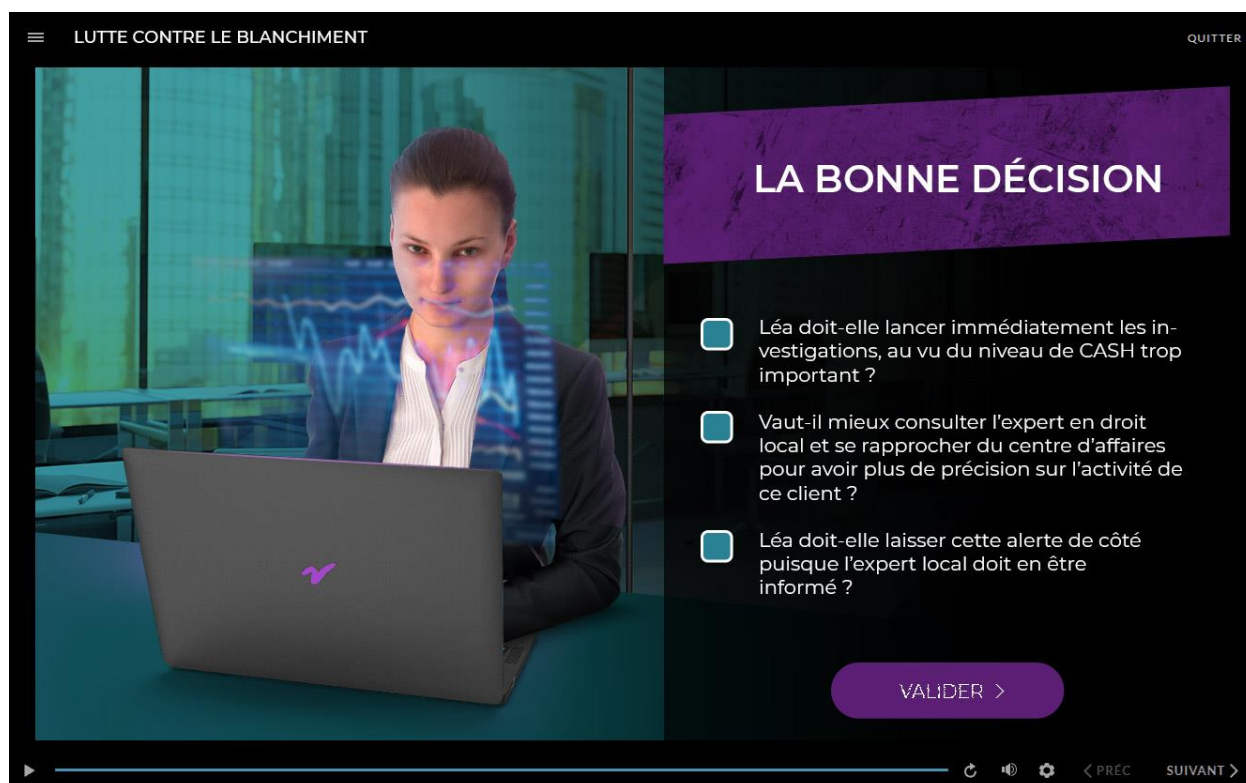 LUTTE CONTRE LE BLANCHIMENT
QUITTER
LA BONNE DÉCISION
Léa doit-elle lancer immédiatement les in-
vestigations, au vu du niveau de CASH trop
important ?
Vaut-il mieux consulter l'expert en droit
local et se rapprocher du centre d'affaires
pour avoir plus de précision sur l'activité de
ce client ?
Léa doit-elle laisser cette alerte de côté
puisque l'expert local doit en être
informé ?
VALIDER >
< PRÉC
SUIVANT >